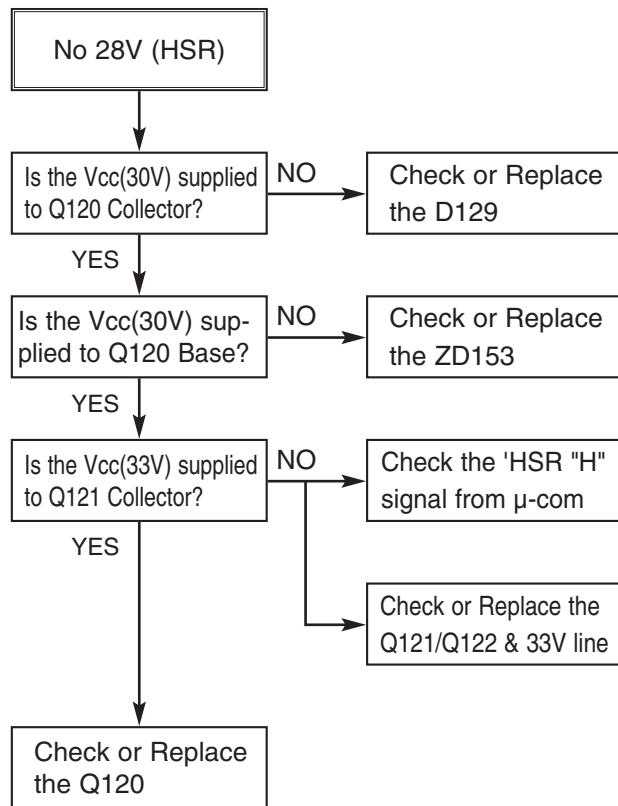 No 28V (HSR)
Is the Vcc(30V) supplied
to Q120 Collector?
NO
Check or Replace
the D129
YES
Is the Vcc(30V) sup-
plied to Q120 Base?
NO
Check or Replace
the ZD153
YES
Is the Vcc(33V) supplied
to Q121 Collector?
NO
Check the 'HSR "H"
signal from µ-com
YES
Check or Replace the
Q121/Q122 & 33V line
Check or Replace
the Q120